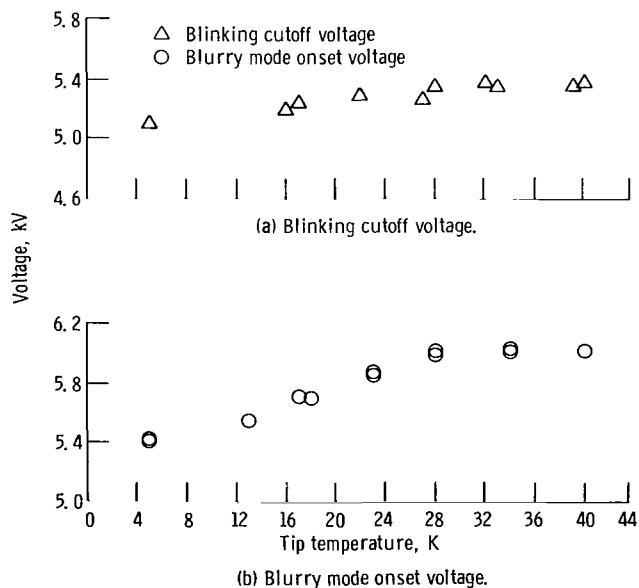 5.8
△ Blinking cutoff voltage
○ Blurry mode onset voltage
5.4
5.0
4.6
(a) Blinking cutoff voltage.
Voltage, kV
6.2
5.8
5.4
5.0
0 4 8 12 16 20 24 28 32 36 40 44
Tip temperature, K
(b) Blurry mode onset voltage.